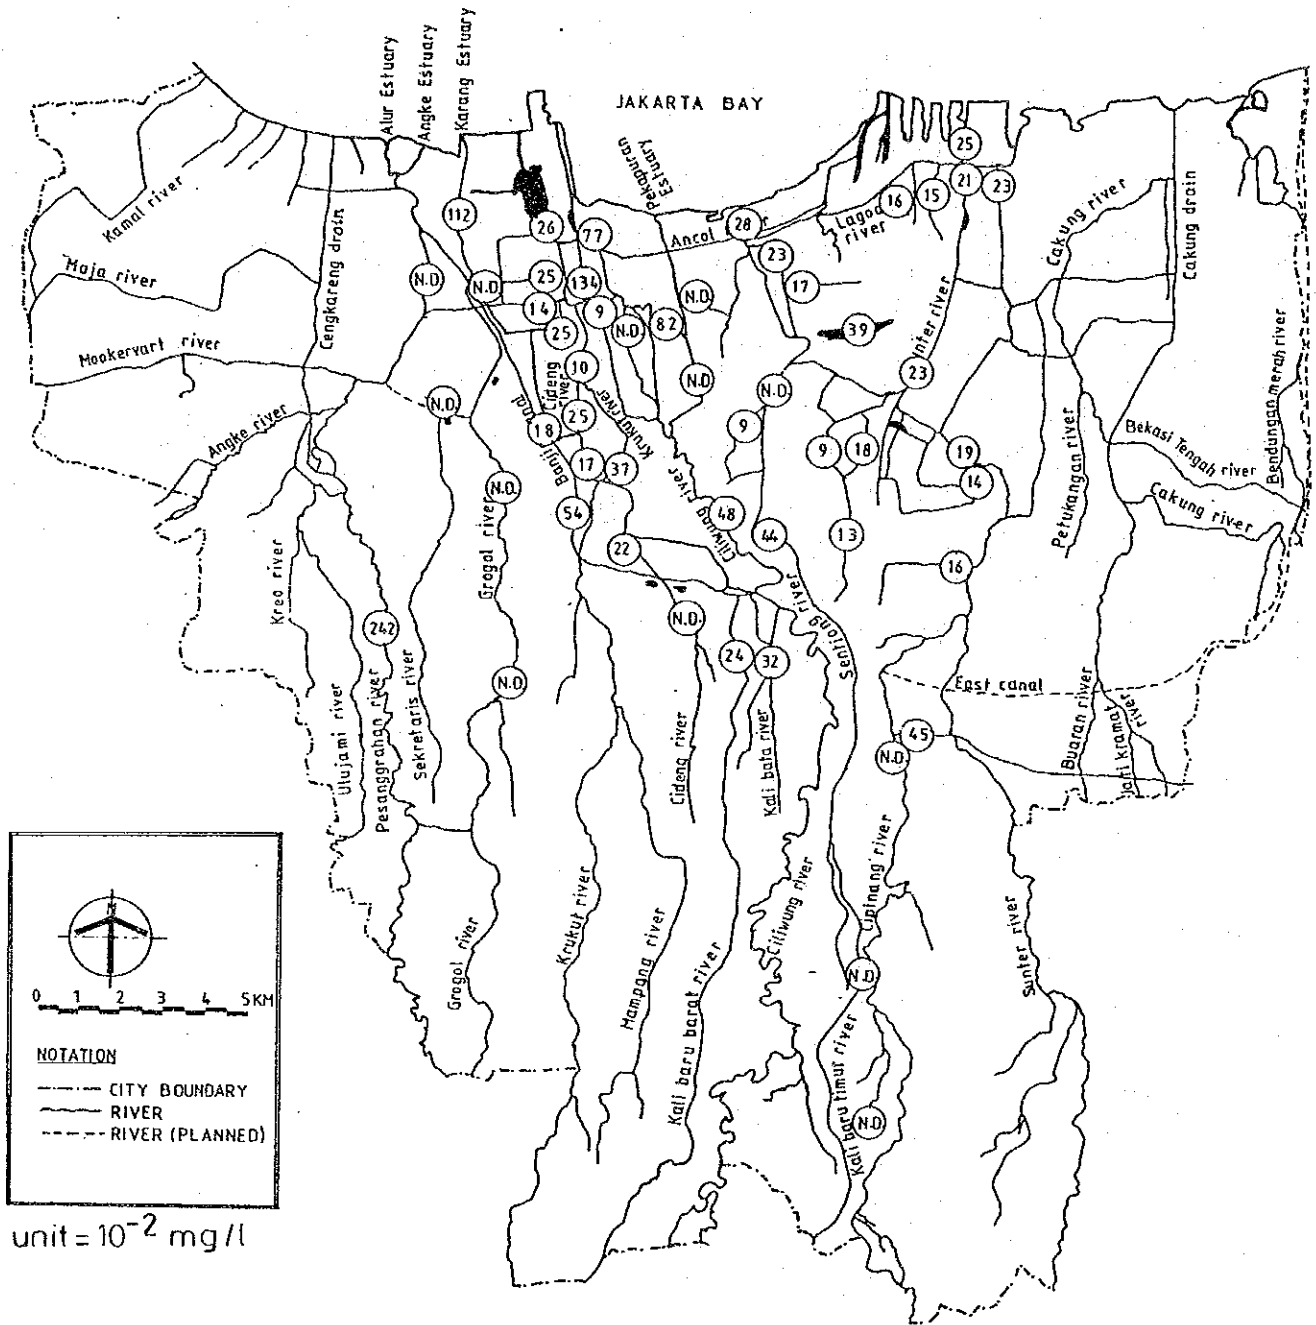 Alur Estuary
Angke Estuary
Karang Estuary
JAKARTA BAY
Pekapuran
Estuary
25
21
23
15
16
Lagoa
river
28
Ancol
Kamal river
112
26
77
Cakung river
Cakung drain
Maja river
Cengkareng drain
N.D.
N.D.
25
134
23
17
N.D.
14
9
25
N.D.
82
39
Sunter river
Mookervart river
10
N.D.
23
N.D.
N.D.
Cideng
river
25
Krukut river
9
18
Banjir canal
Angke river
9
18
19
14
Petukangan river
Bekasi Tengah river
Bendungan merah river
Cakung river
17
37
N.D.
Grogol river
54
48
Ciliwung river
44
13
22
16
Kreo river
242
N.D.
Sentiong river
24
32
N.D.
East canal
Ulujami river
Pesanggrahan river
Sekretaris river
Cideng river
Kali bata river
45
N.D.
Buaran river
Jati kramat
river
Cipinang river
Grogol river
Krukut river
Mampang river
Kali baru barat river
Ciliwung river
Sunter river
N.D.
Kali baru timur river
N.D.
M
0 1 2 3 4 5 KM
NOTATION
CITY BOUNDARY
RIVER
RIVER (PLANNED)
unit = 10⁻² mg/l